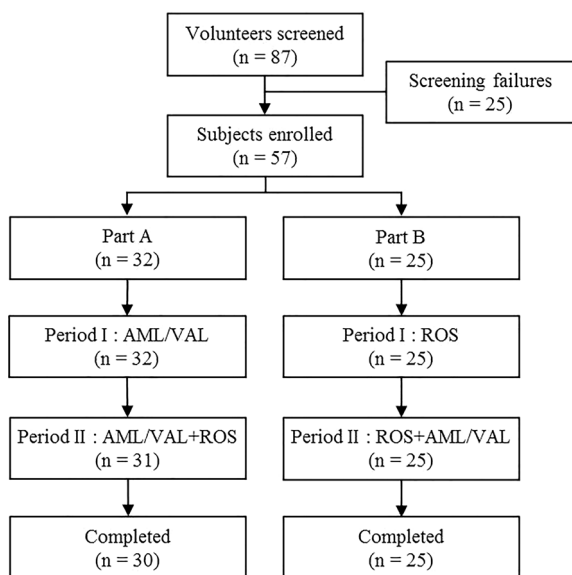 Volunteers screened
(n = 87)
Screening failures
(n = 25)
Subjects enrolled
(n = 57)
Part A
(n = 32)
Part B
(n = 25)
Period I : AML/VAL
(n = 32)
Period I : ROS
(n = 25)
Period II : AML/VAL+ROS
(n = 31)
Period II : ROS+AML/VAL
(n = 25)
Completed
(n = 30)
Completed
(n = 25)